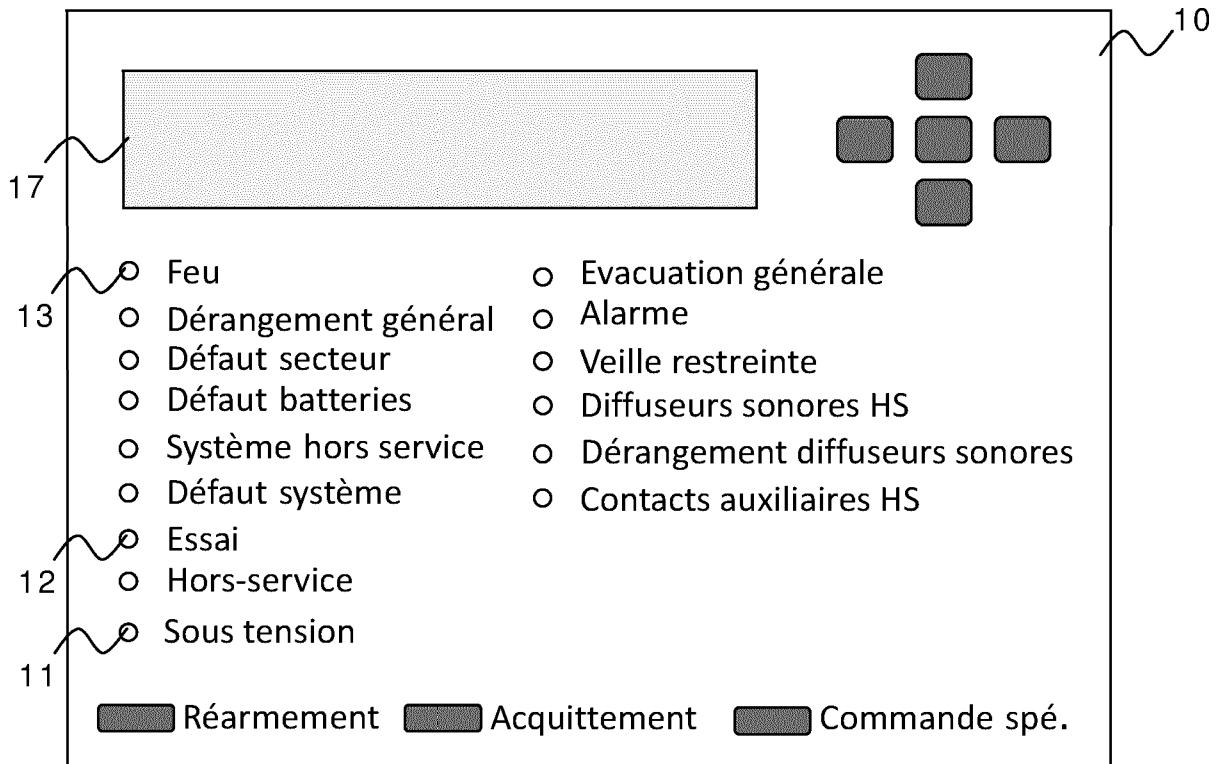 10
17
13
Feu
Dérangement général
Défaut secteur
Défaut batteries
Système hors service
Défaut système
Essai
12
Hors-service
Sous tension
11
Evacuation générale
Alarme
Veille restreinte
Diffuseurs sonores HS
Dérangement diffuseurs sonores
Contacts auxiliaires HS
Réarmement
Acquittement
Commande spé.